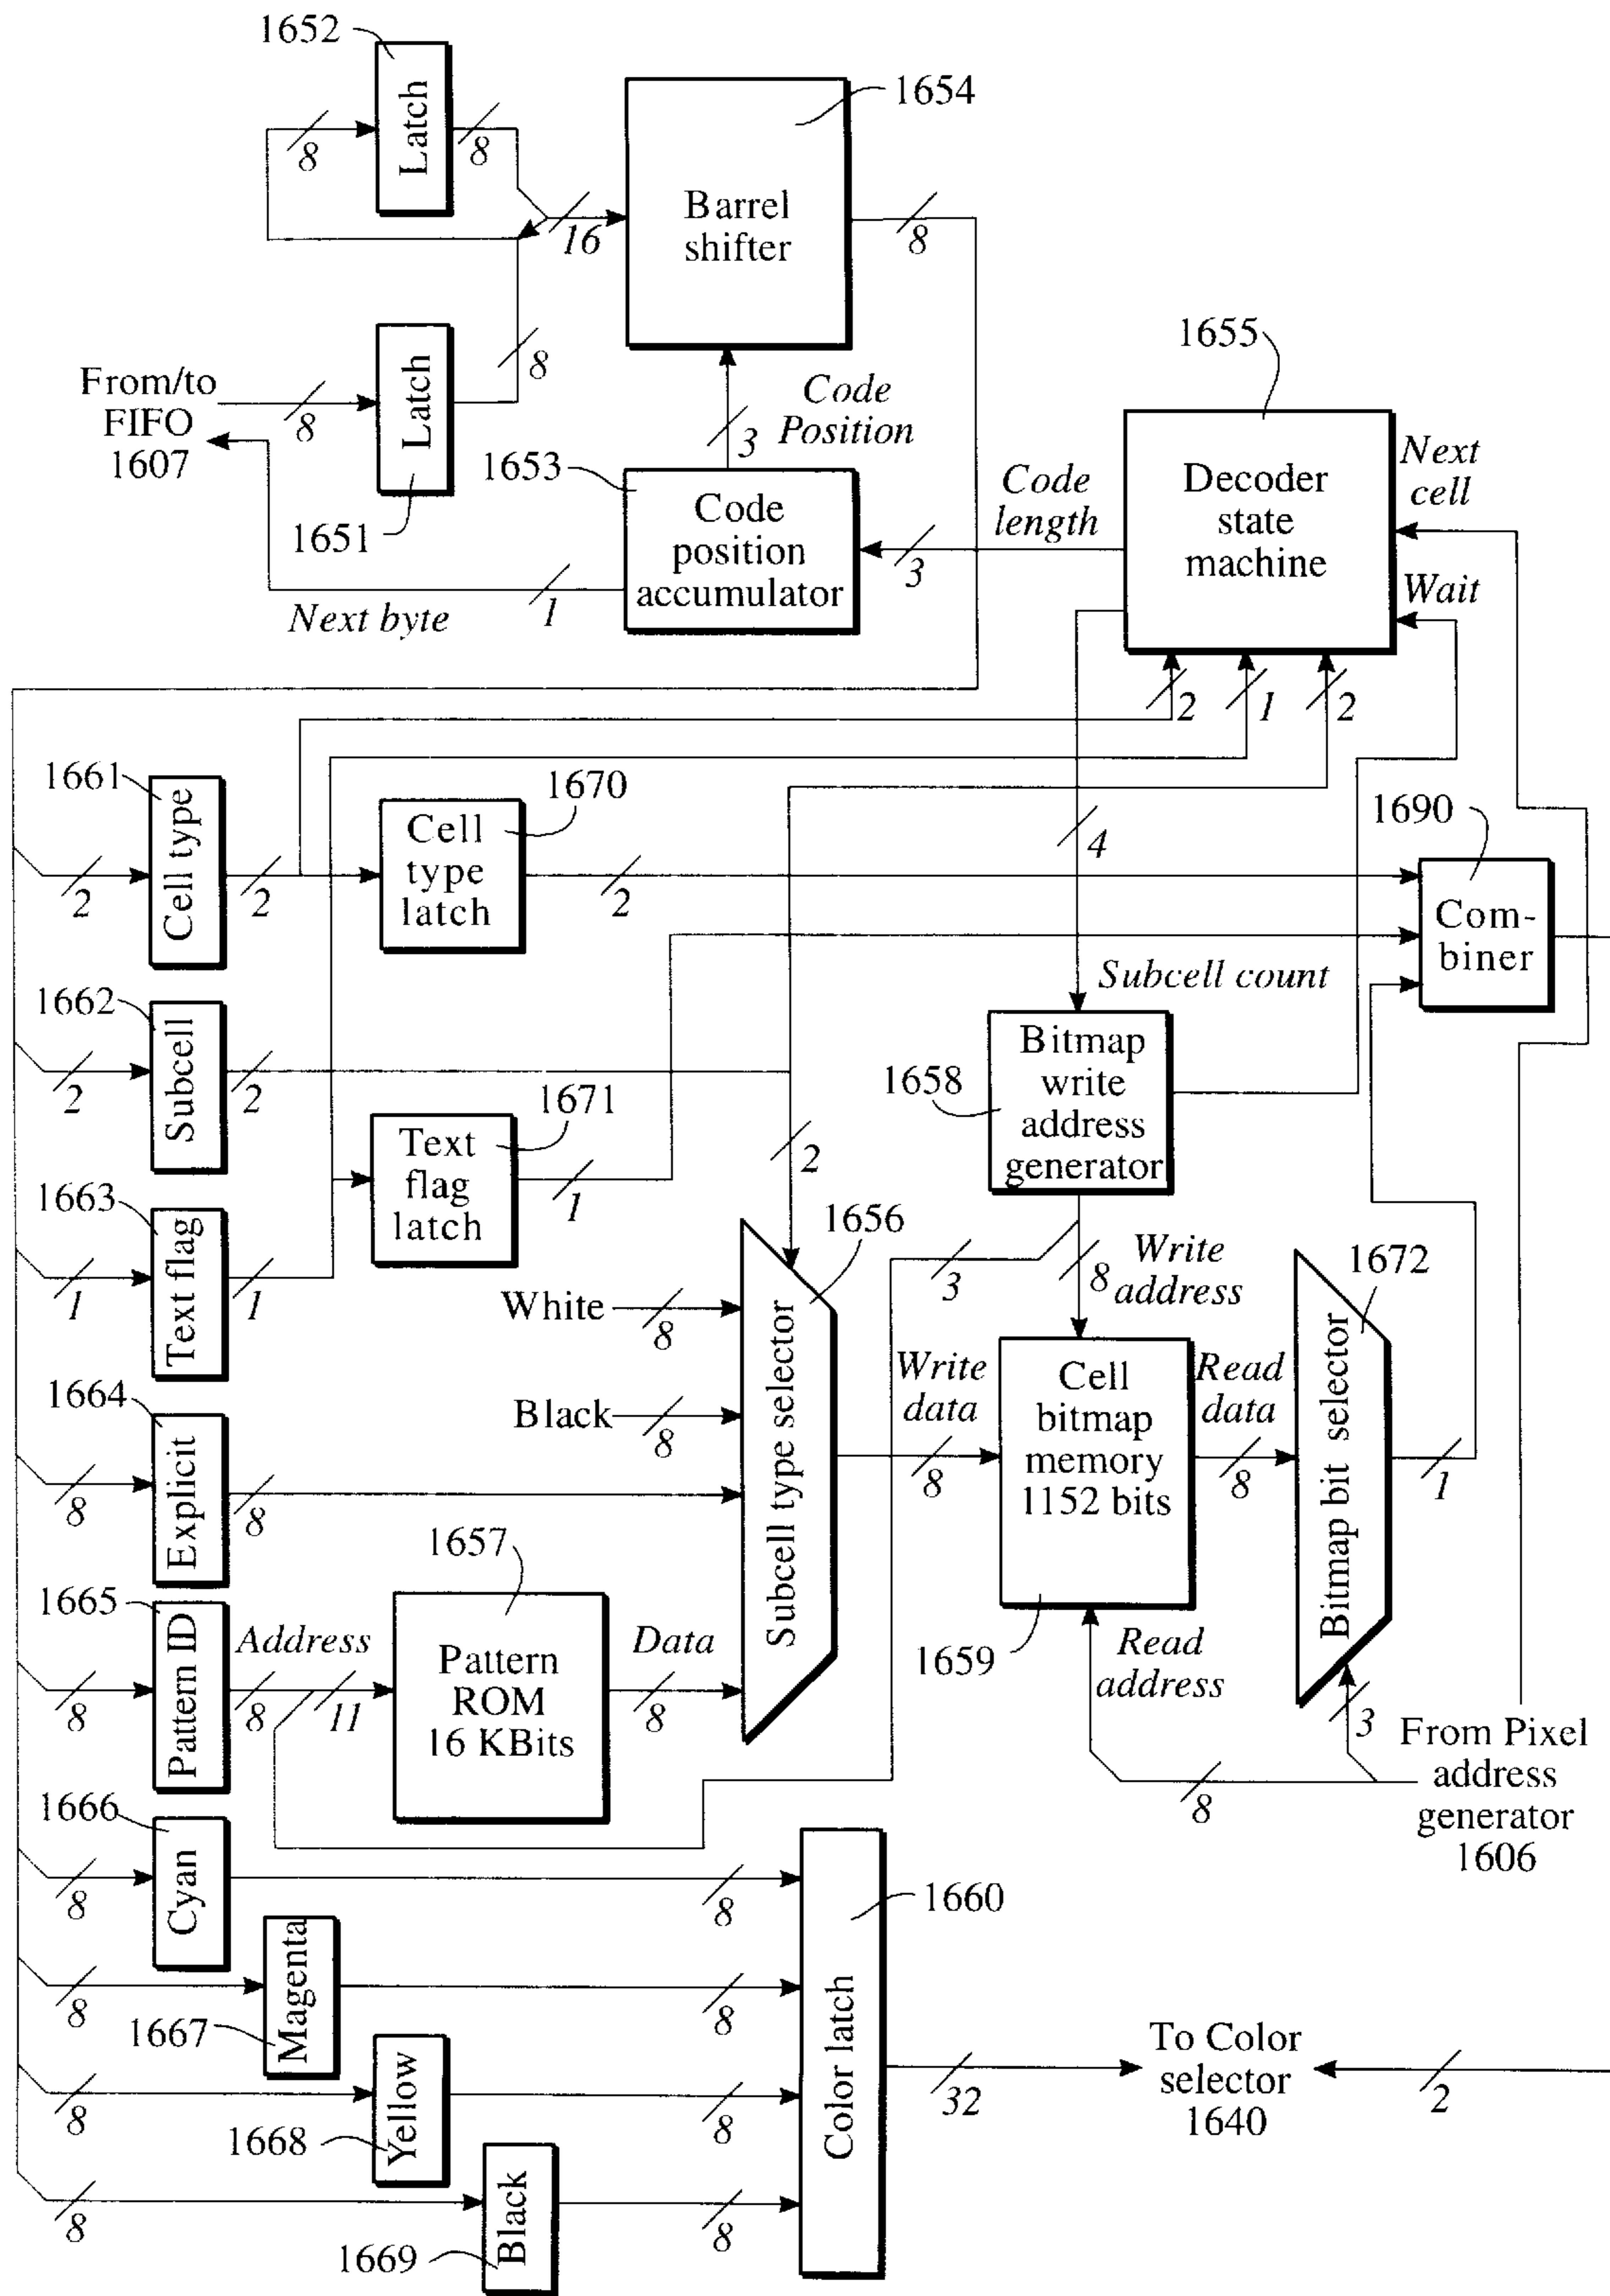 1652
Latch
8
8
16
Barrel
shifter
1654
8
From/to
FIFO
1607
8
Latch
1651
8
Code
Position
3
1653
Code
position
accumulator
Next byte
1
Code
length
3
1655
Decoder
state
machine
Next
cell
Wait
2
1
2
4
1661
Cell type
2
2
1670
Cell
type
latch
2
1690
Com-
biner
1662
Subcell
2
2
Subcell count
1658
Bitmap
write
address
generator
1671
Text
flag
latch
1
2
1663
Text flag
1
1
1656
Subcell type selector
White
8
Black
8
3
8
Write
address
1672
Bitmap bit selector
1664
Explicit
8
8
Write
data
8
Cell
bitmap
memory
1152 bits
Read
data
8
1
1657
1665
Pattern ID
8
Address
8
11
Pattern
ROM
16 KBits
Data
8
1659
Read
address
3
8
From Pixel
address
generator
1606
1666
Cyan
8
8
1660
Color latch
1667
Magenta
8
8
1668
Yellow
8
8
32
To Color
selector
1640
2
1669
Black
8
8